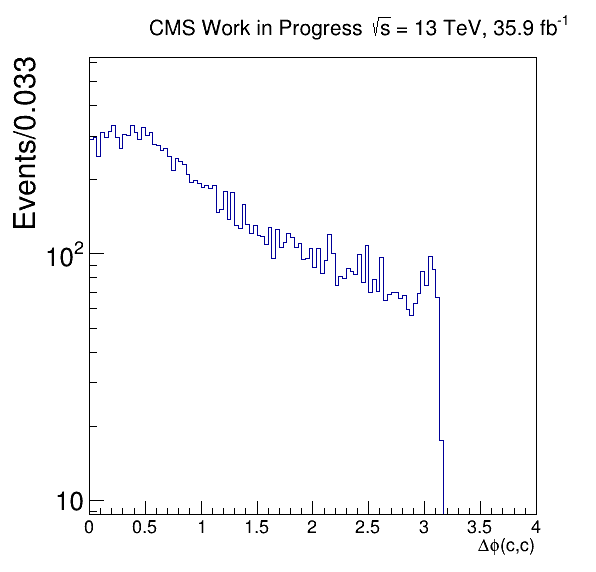 CMS Work in Progress √s = 13 TeV, 35.9 fb⁻¹
Events/0.033
10²
10
0 0.5 1 1.5 2 2.5 3 3.5 4
Δϕ(c,c)